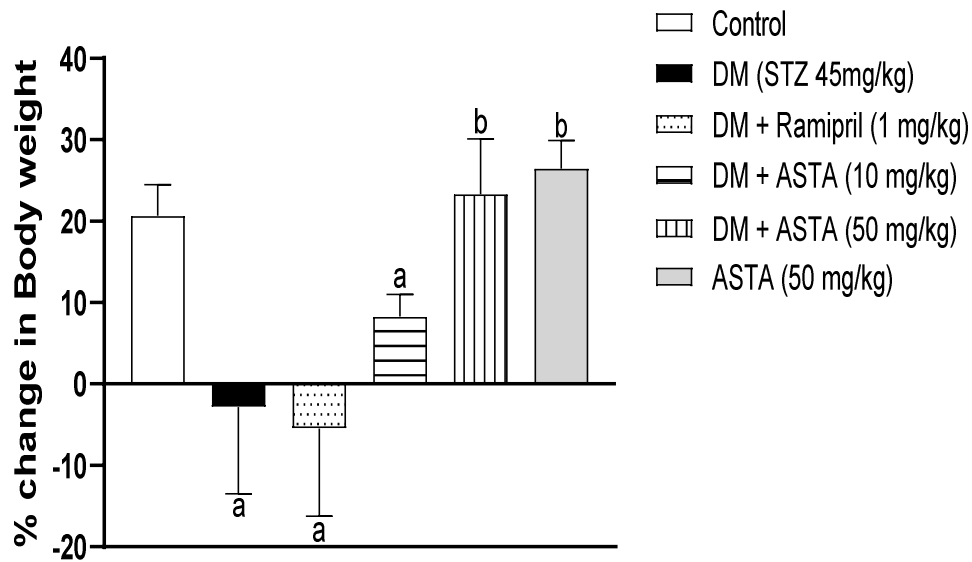 % change in Body weight
40
30
20
10
0
-10
-20
a
a
a
b
b
Control
DM (STZ 45mg/kg)
DM + Ramipril (1 mg/kg)
DM + ASTA (10 mg/kg)
DM + ASTA (50 mg/kg)
ASTA (50 mg/kg)